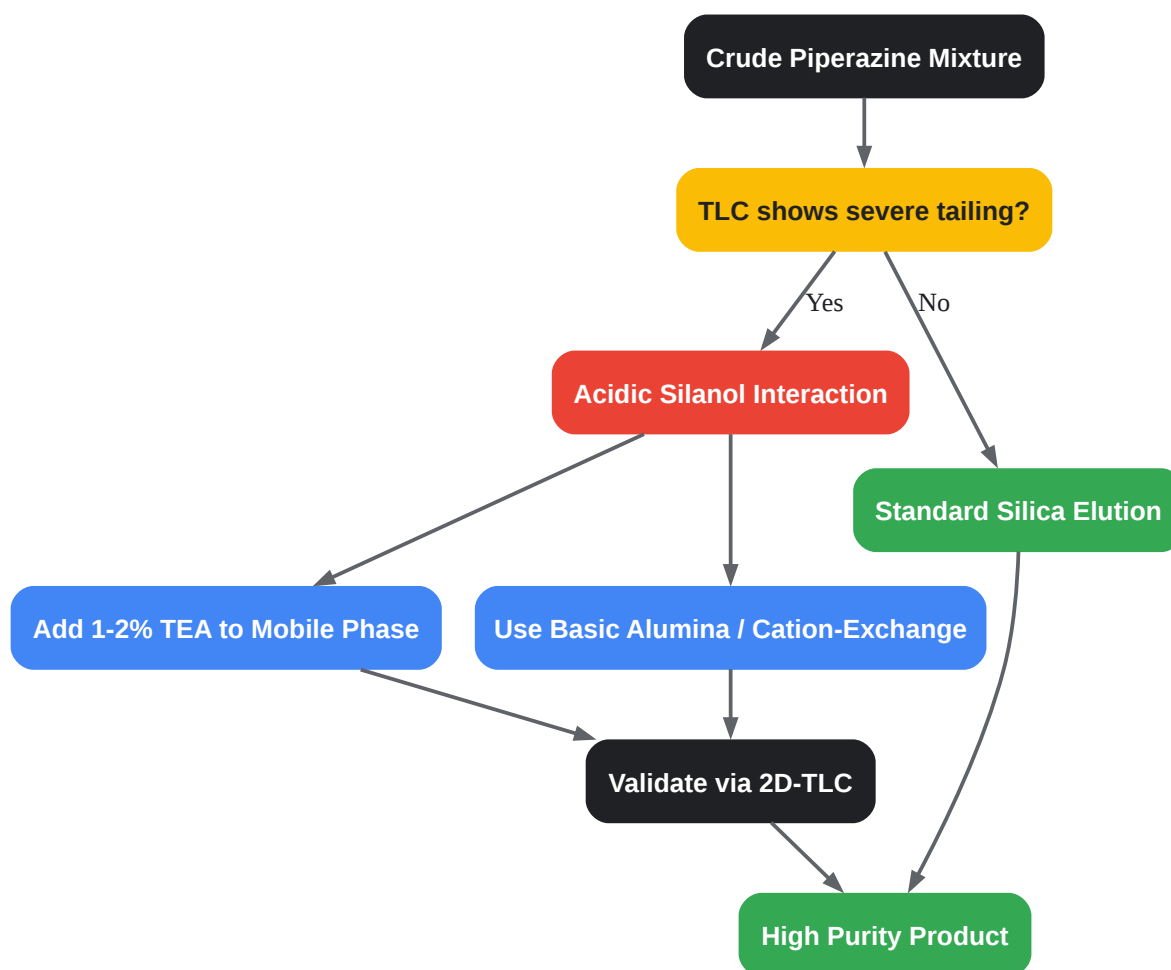 Crude Piperazine Mixture
TLC shows severe tailing?
Yes
No
Acidic Silanol Interaction
Standard Silica Elution
Add 1-2% TEA to Mobile Phase
Use Basic Alumina / Cation-Exchange
Validate via 2D-TLC
High Purity Product